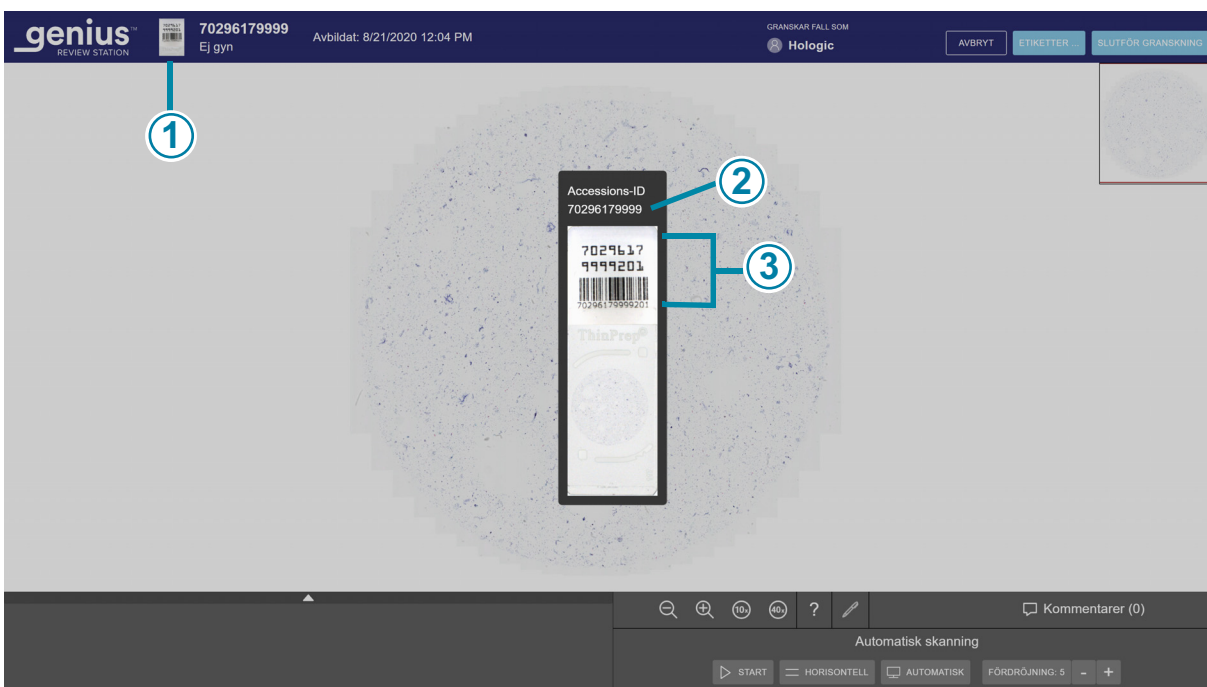 genius™
REVIEW STATION
70296179999
Ej gyn
Avbildat: 8/21/2020 12:04 PM
GRANSKAR FALL SOM
Hologic
AVBRYT
ETIKETTER ...
SLUTFÖR GRANSKNING
1
2
3
Accessions-ID
70296179999
7029617
9999201
70296179999201
ThinPrep®
10x
40x
?
Kommentarer (0)
Automatisk skanning
START
HORISONTELL
AUTOMATISK
FÖRDRÖJNING: 5
-
+